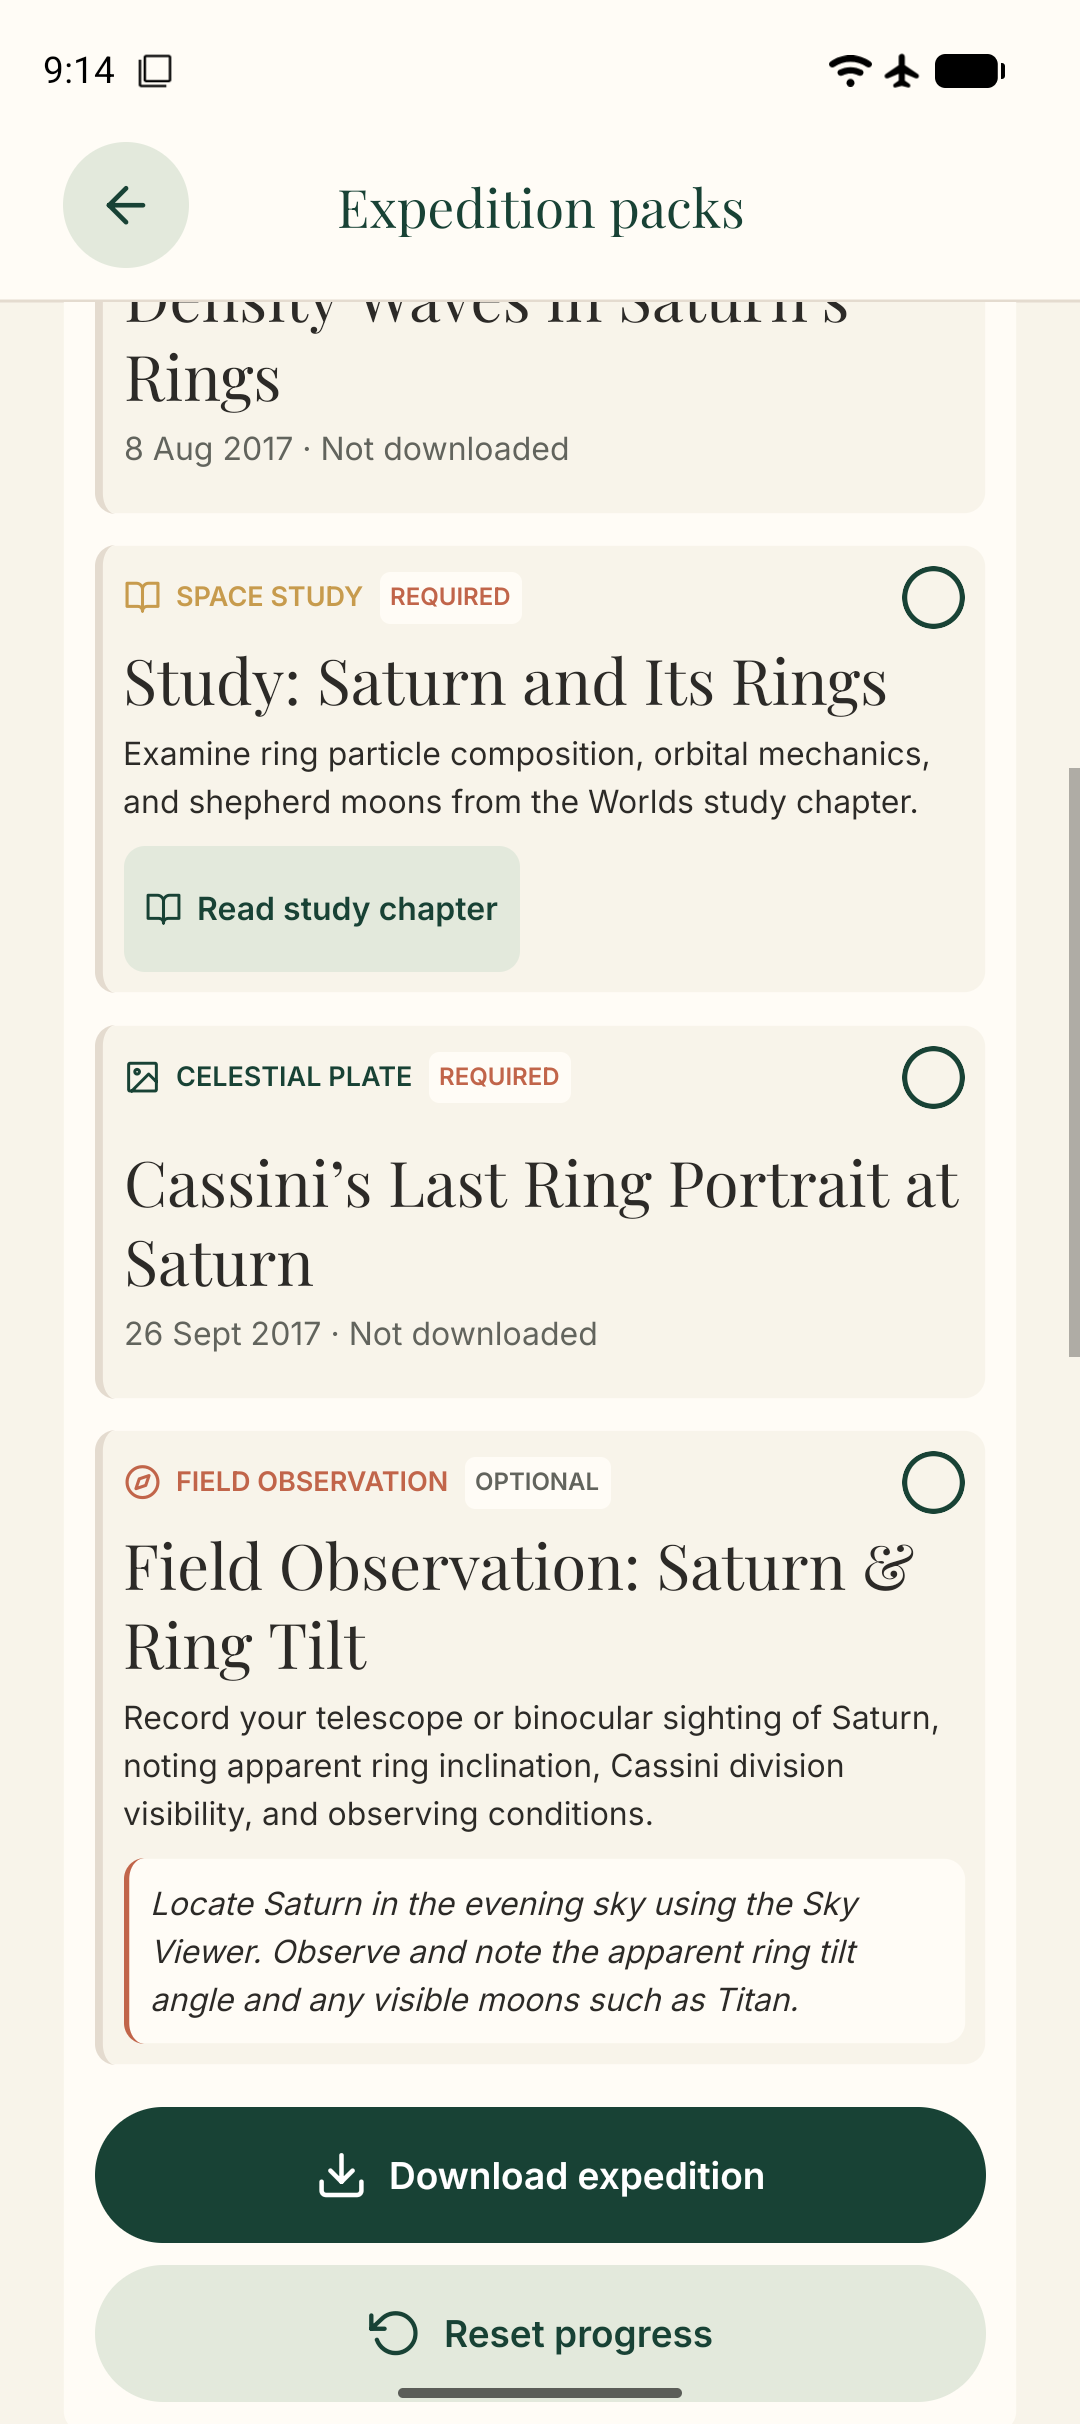 9:14
Expedition packs
Density Waves in Saturn's
Rings
8 Aug 2017 · Not downloaded
SPACE STUDY REQUIRED
Study: Saturn and Its Rings
Examine ring particle composition, orbital mechanics,
and shepherd moons from the Worlds study chapter.
Read study chapter
CELESTIAL PLATE REQUIRED
Cassini’s Last Ring Portrait at
Saturn
26 Sept 2017 · Not downloaded
FIELD OBSERVATION OPTIONAL
Field Observation: Saturn &
Ring Tilt
Record your telescope or binocular sighting of Saturn,
noting apparent ring inclination, Cassini division
visibility, and observing conditions.
Locate Saturn in the evening sky using the Sky
Viewer. Observe and note the apparent ring tilt
angle and any visible moons such as Titan.
Download expedition
Reset progress